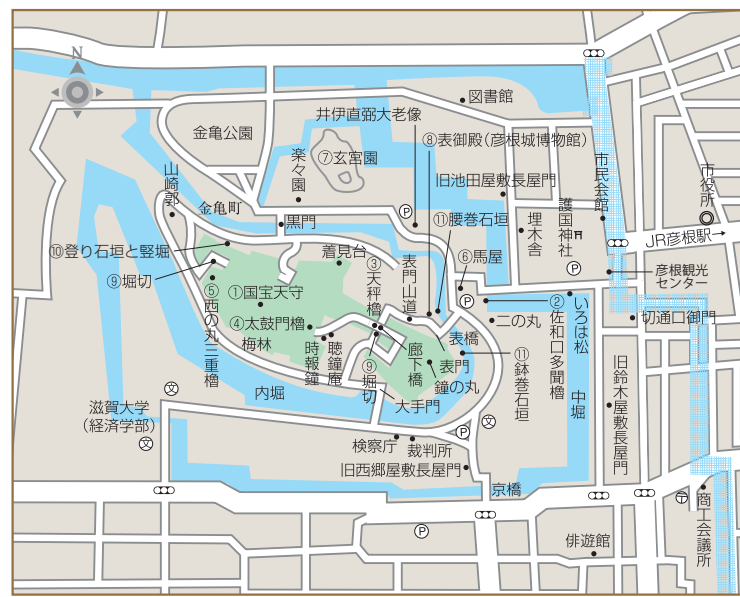 N
図書館
井伊直弼大老像
金亀公園
⑧表御殿(彦根城博物館)
⑦玄宮園
楽々園
旧池田屋敷長屋門
市民会館
市役所
山崎郭
金亀町
P
護国神社
埋木舎
黒門
⑪腰巻石垣
JR彦根駅→
⑩登り石垣と竪堀
着見台
⑥馬屋
表門山道
③天秤櫓
P
彦根観光
センター
⑨堀切
①国宝天守
⑤西の丸三重櫓
P
いろは松
②佐和口多聞櫓
二の丸
切通口御門
④太鼓門櫓
梅林
時報鐘
聴鐘庵
⑨堀切
廊下橋
表橋
表門
⑪鉢巻石垣
鐘の丸
大手門
内堀
中堀
旧鈴木屋敷長屋門
文
滋賀大学
(経済学部)
文
文
P
検察庁
裁判所
旧西郷屋敷長屋門
京橋
〒
商工会議所
P
俳遊館